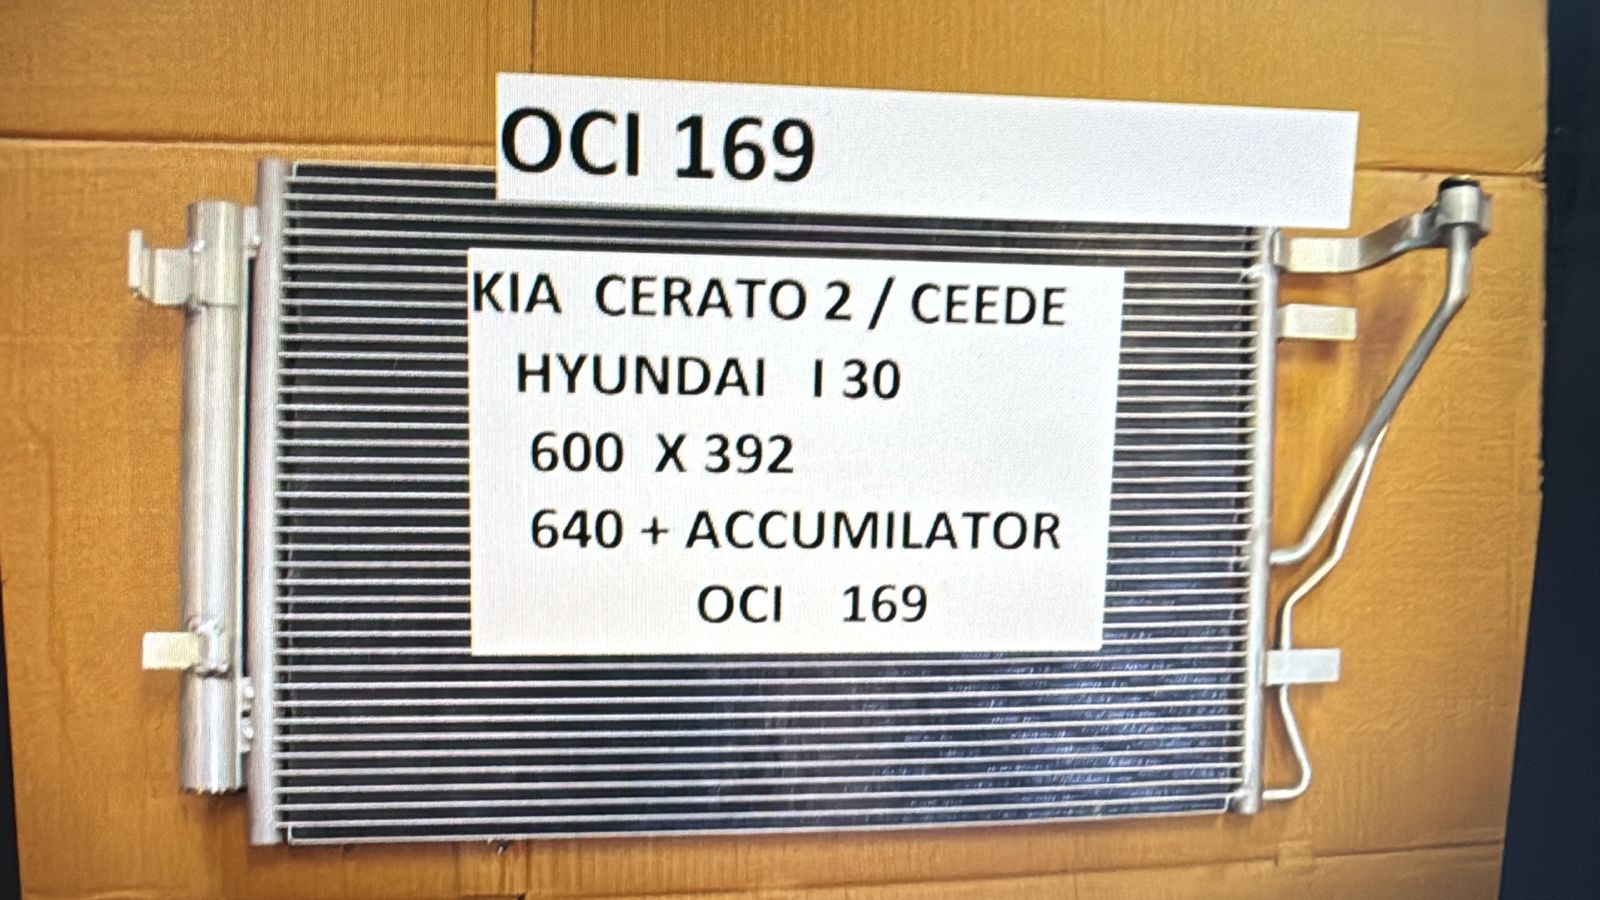 OCI 169
KIA CERATO 2 / CEEDE
HYUNDAI I 30
600 X 392
640 + ACCUMILATOR
OCI 169